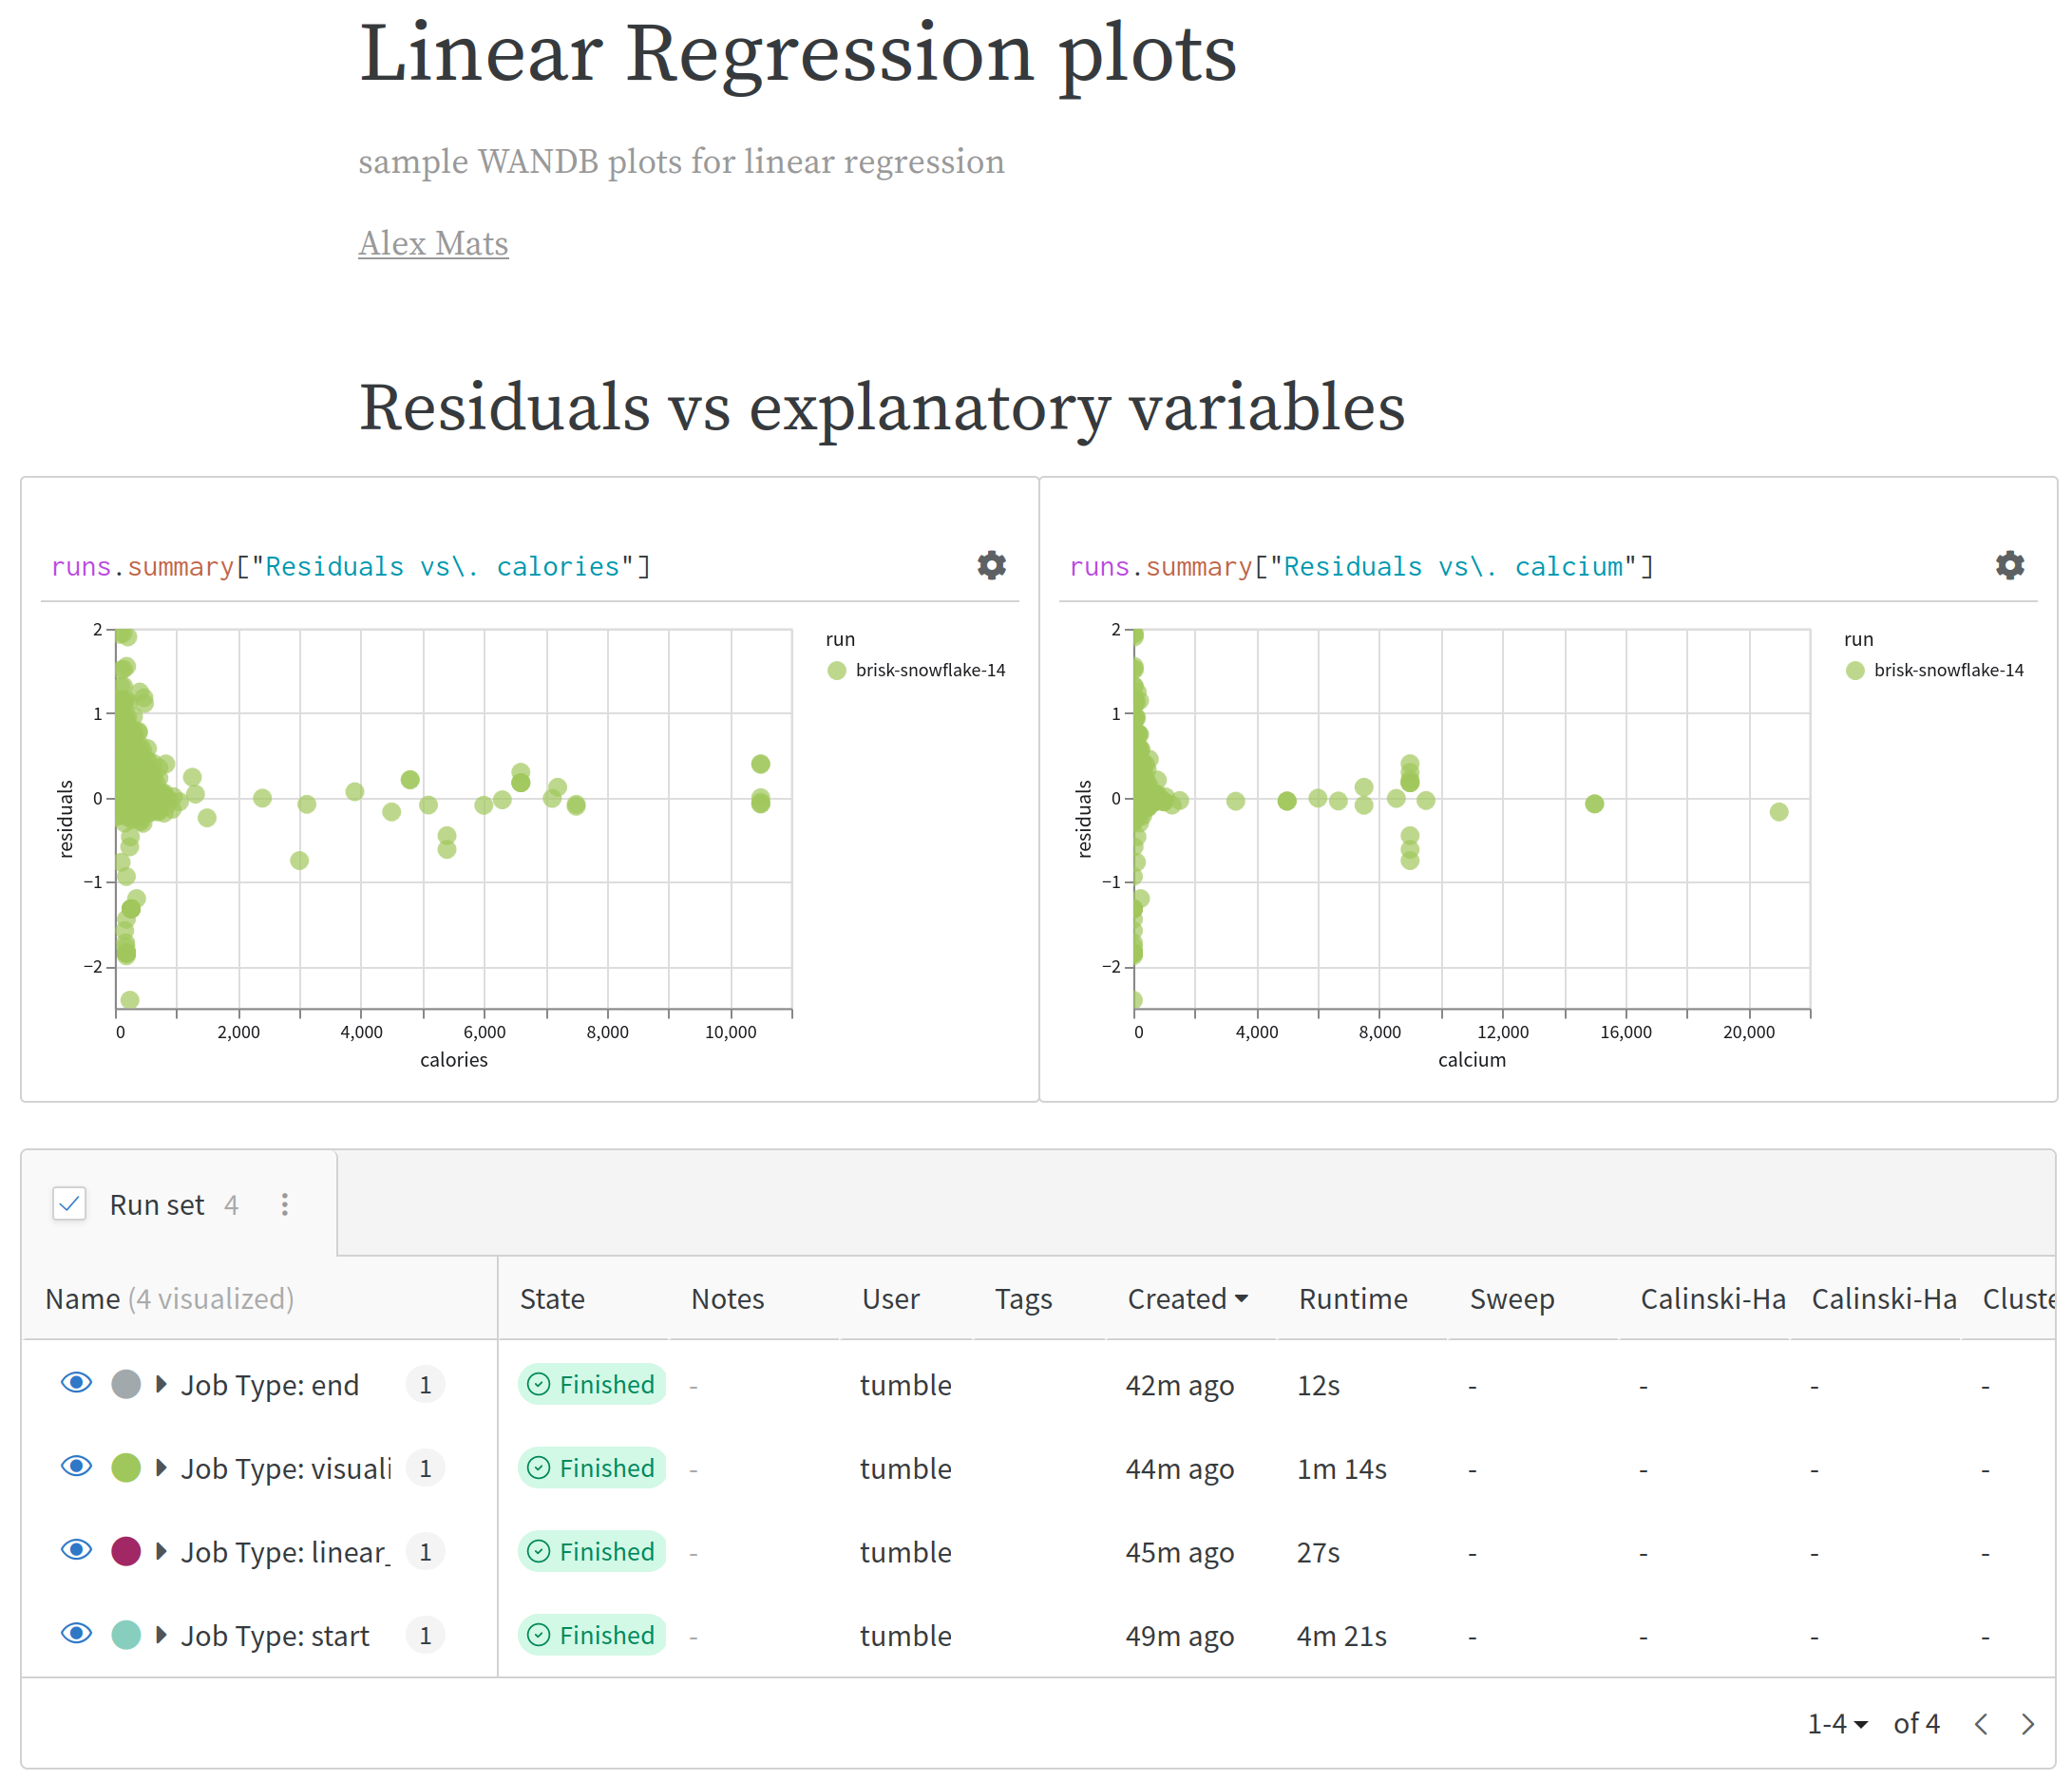 Linear Regression plots
sample WANDB plots for linear regression
Alex Mats
Residuals vs explanatory variables
runs.summary["Residuals vs\. calories"]
2
1
0
−1
−2
residuals
0
2,000
4,000
6,000
8,000
10,000
calories
run
brisk-snowflake-14
runs.summary["Residuals vs\. calcium"]
2
1
0
−1
−2
residuals
0
4,000
8,000
12,000
16,000
20,000
calcium
run
brisk-snowflake-14
Run set 4
Name (4 visualized) State Notes User Tags Created Runtime Sweep Calinski-Ha Calinski-Ha Cluste
Job Type: end 1 Finished - tumble 42m ago 12s - - - -
Job Type: visuali 1 Finished - tumble 44m ago 1m 14s - - - -
Job Type: linear_ 1 Finished - tumble 45m ago 27s - - - -
Job Type: start 1 Finished - tumble 49m ago 4m 21s - - - -
1-4 of 4